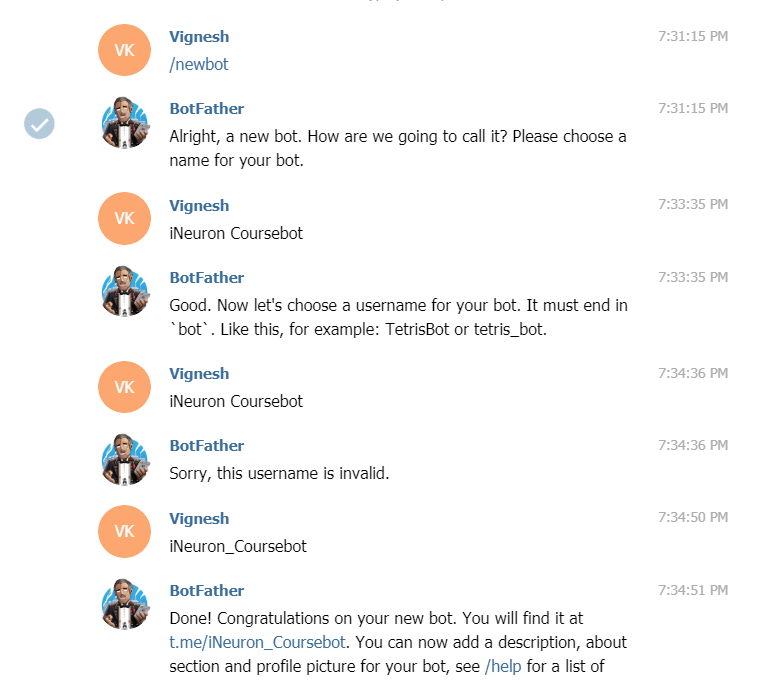 Vignesh 7:31:15 PM
VK
/newbot
BotFather 7:31:15 PM
Alright, a new bot. How are we going to call it? Please choose a
name for your bot.
Vignesh 7:33:35 PM
VK
iNeuron Coursebot
BotFather 7:33:35 PM
Good. Now let's choose a username for your bot. It must end in
`bot`. Like this, for example: TetrisBot or tetris_bot.
Vignesh 7:34:36 PM
VK
iNeuron Coursebot
BotFather 7:34:36 PM
Sorry, this username is invalid.
Vignesh 7:34:50 PM
VK
iNeuron_Coursebot
BotFather 7:34:51 PM
Done! Congratulations on your new bot. You will find it at
t.me/iNeuron_Coursebot. You can now add a description, about
section and profile picture for your bot, see /help for a list of